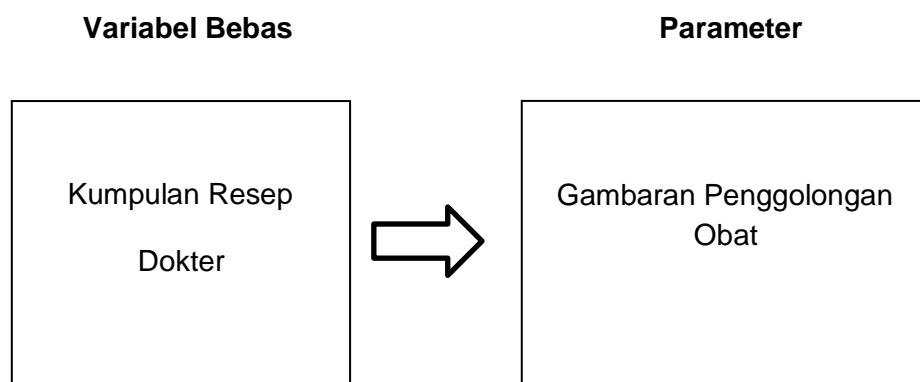 Variabel Bebas
Parameter
Kumpulan Resep
Dokter
Gambaran Penggolongan
Obat